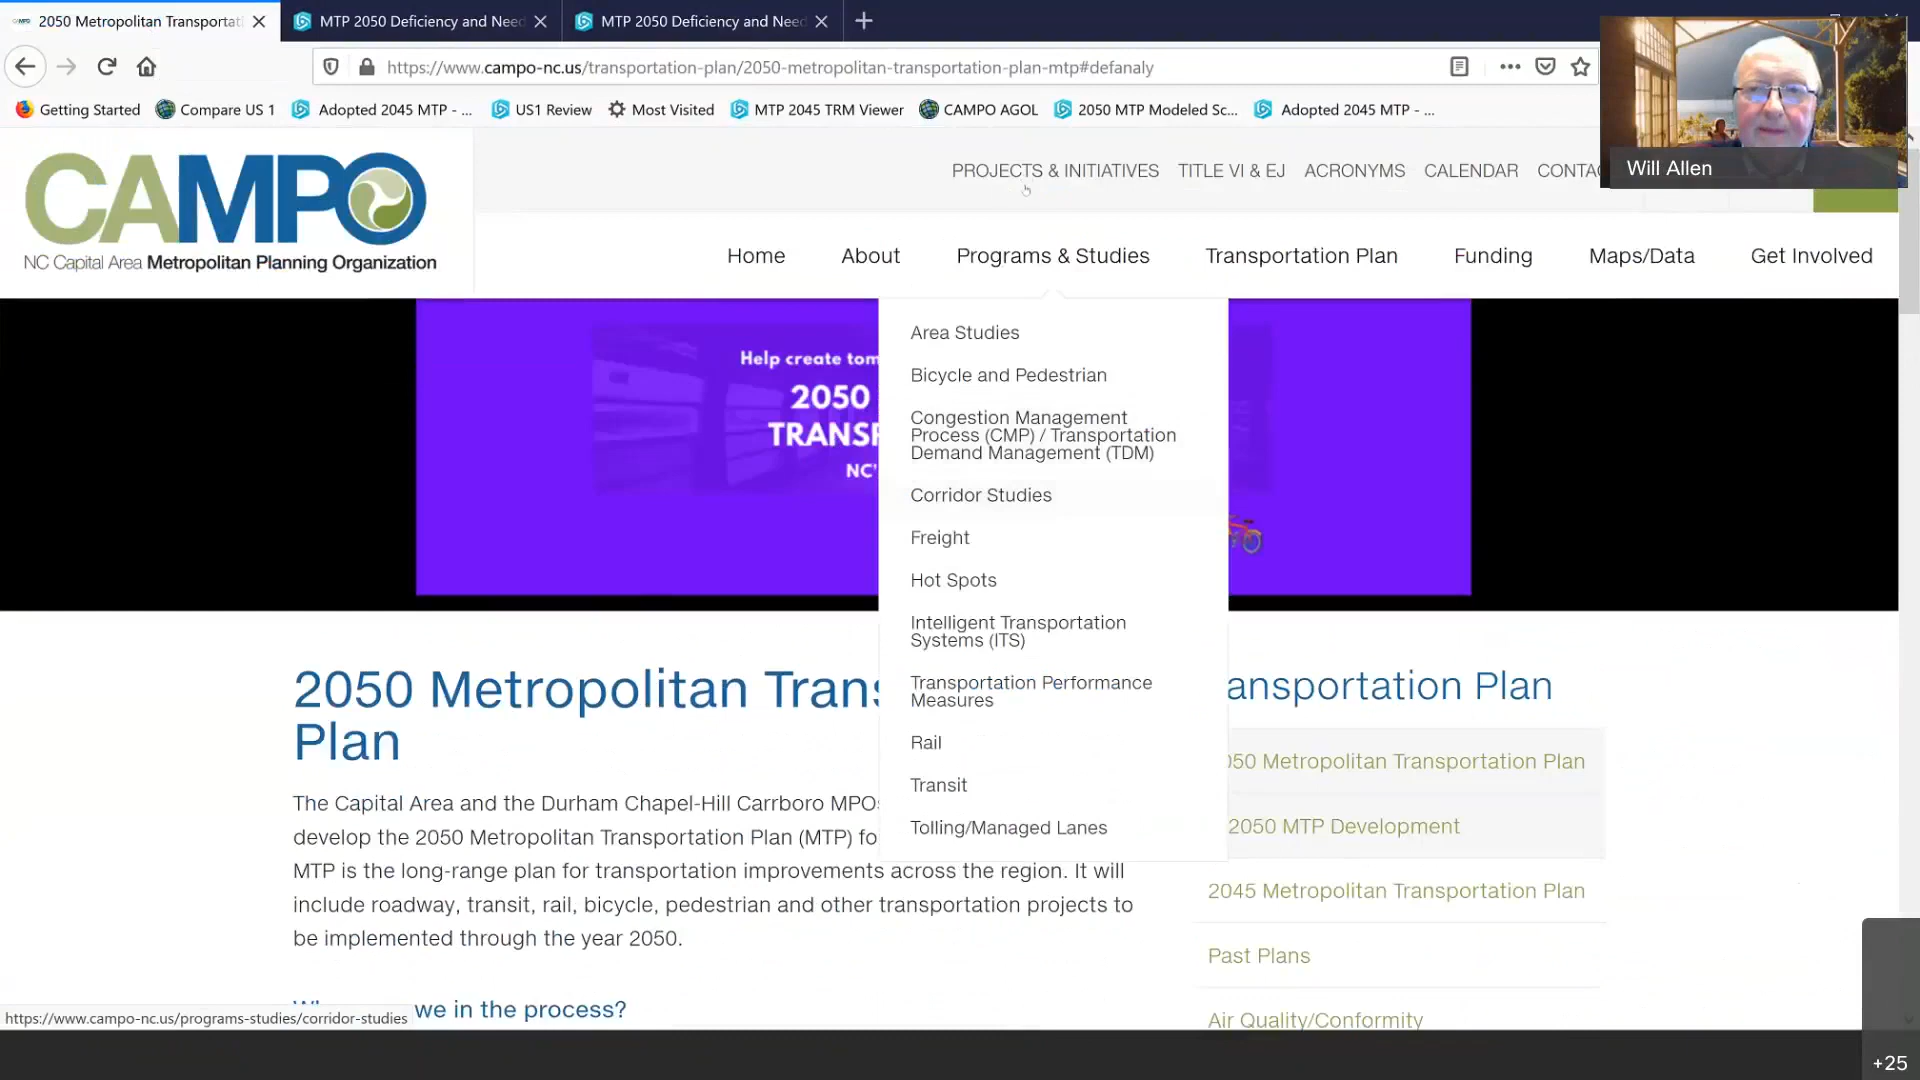 2050 Metropolitan Transportat
MTP 2050 Deficiency and Need
MTP 2050 Deficiency and Need
https://www.campo-nc.us/transportation-plan/2050-metropolitan-transportation-plan-mtp#defanaly
Getting Started
Compare US 1
Adopted 2045 MTP - ...
US1 Review
Most Visited
MTP 2045 TRM Viewer
CAMPO AGOL
2050 MTP Modeled Sc...
Adopted 2045 MTP - ...
Will Allen
CAMPO
NC Capital Area Metropolitan Planning Organization
PROJECTS & INITIATIVES
TITLE VI & EJ
ACRONYMS
CALENDAR
CONTAC
Home
About
Programs & Studies
Transportation Plan
Funding
Maps/Data
Get Involved
Area Studies
Bicycle and Pedestrian
Congestion Management
Process (CMP) / Transportation
Demand Management (TDM)
Corridor Studies
Freight
Hot Spots
Intelligent Transportation
Systems (ITS)
Transportation Performance
Measures
Rail
Transit
Tolling/Managed Lanes
Help create tom
2050
TRANSP
NC'
2050 Metropolitan Trans
Plan
The Capital Area and the Durham Chapel-Hill Carrboro MPOs
develop the 2050 Metropolitan Transportation Plan (MTP) fo
MTP is the long-range plan for transportation improvements across the region. It will
include roadway, transit, rail, bicycle, pedestrian and other transportation projects to
be implemented through the year 2050.
we in the process?
ansportation Plan
050 Metropolitan Transportation Plan
2050 MTP Development
2045 Metropolitan Transportation Plan
Past Plans
Air Quality/Conformity
https://www.campo-nc.us/programs-studies/corridor-studies
+25